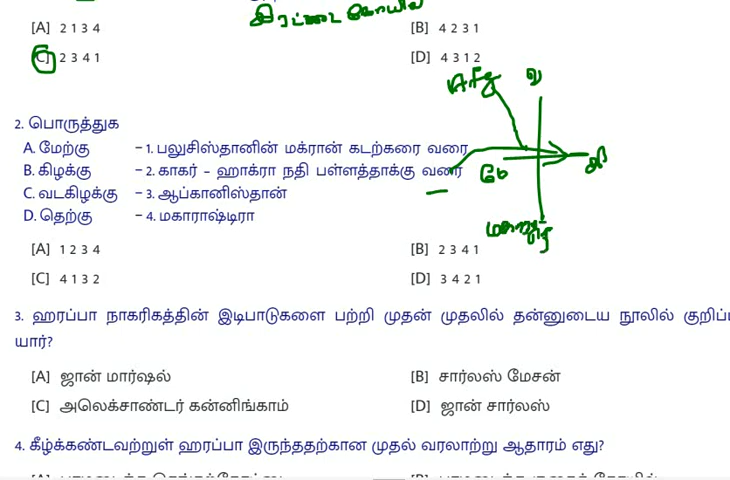 இரட்டை கோயில்
[A] 2 1 3 4 [B] 4 2 3 1
[C] 2 3 4 1 [D] 4 3 1 2
Afg வ
2. பொருத்துக
A. மேற்கு – 1. பலுசிஸ்தானின் மக்ரான் கடற்கரை வரை
B. கிழக்கு – 2. காகர் – ஹாக்ரா நதி பள்ளத்தாக்கு வரை மே கி
C. வடகிழக்கு – 3. ஆப்கானிஸ்தான்
D. தெற்கு – 4. மகாராஷ்டிரா
[A] 1 2 3 4 [B] 2 3 4 1
[C] 4 1 3 2 [D] 3 4 2 1
3. ஹரப்பா நாகரிகத்தின் இடிபாடுகளை பற்றி முதன் முதலில் தன்னுடைய நூலில்
யார்?
[A] ஜான் மார்ஷல் [B] சார்லஸ் மேசன்
[C] அலெக்சாண்டர் கன்னிங்காம் [D] ஜான் சார்லஸ்
4. கீழ்க்கண்டவற்றுள் ஹரப்பா இருந்ததற்கான முதல் வரலாற்று ஆதாரம் எது?